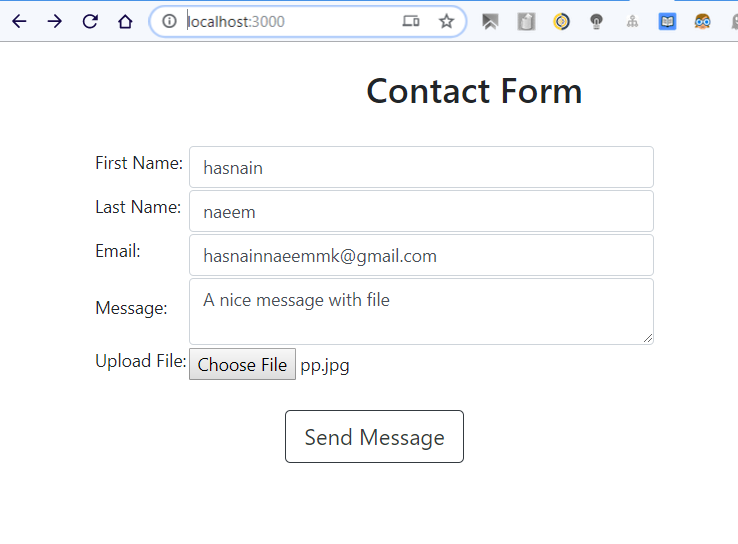 localhost:3000
Contact Form
First Name: hasnain
Last Name: naeem
Email: hasnainnaeemmk@gmail.com
Message: A nice message with file
Upload File: Choose File pp.jpg
Send Message